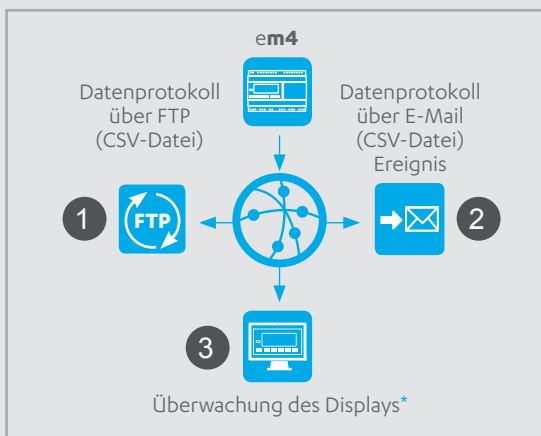 em4
Datenprotokoll
über FTP
(CSV-Datei)
Datenprotokoll
über E-Mail
(CSV-Datei)
Ereignis
1
FTP
2
3
Überwachung des Displays*